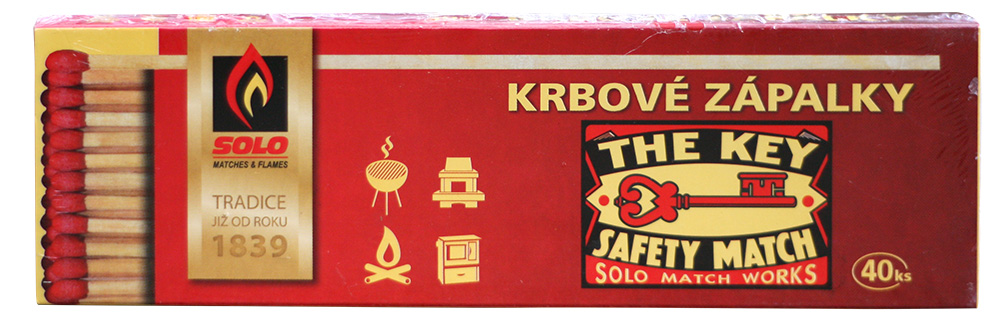 SOLO
MATCHES & FLAMES
TRADICE
JIŽ OD ROKU
1839
KRBOVÉ ZÁPALKY
THE KEY
SAFETY MATCH
SOLO MATCH WORKS
40ks